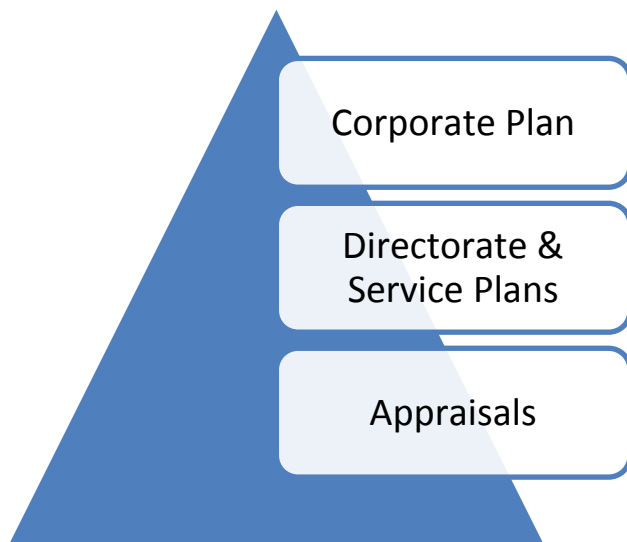 Corporate Plan
Directorate &
Service Plans
Appraisals